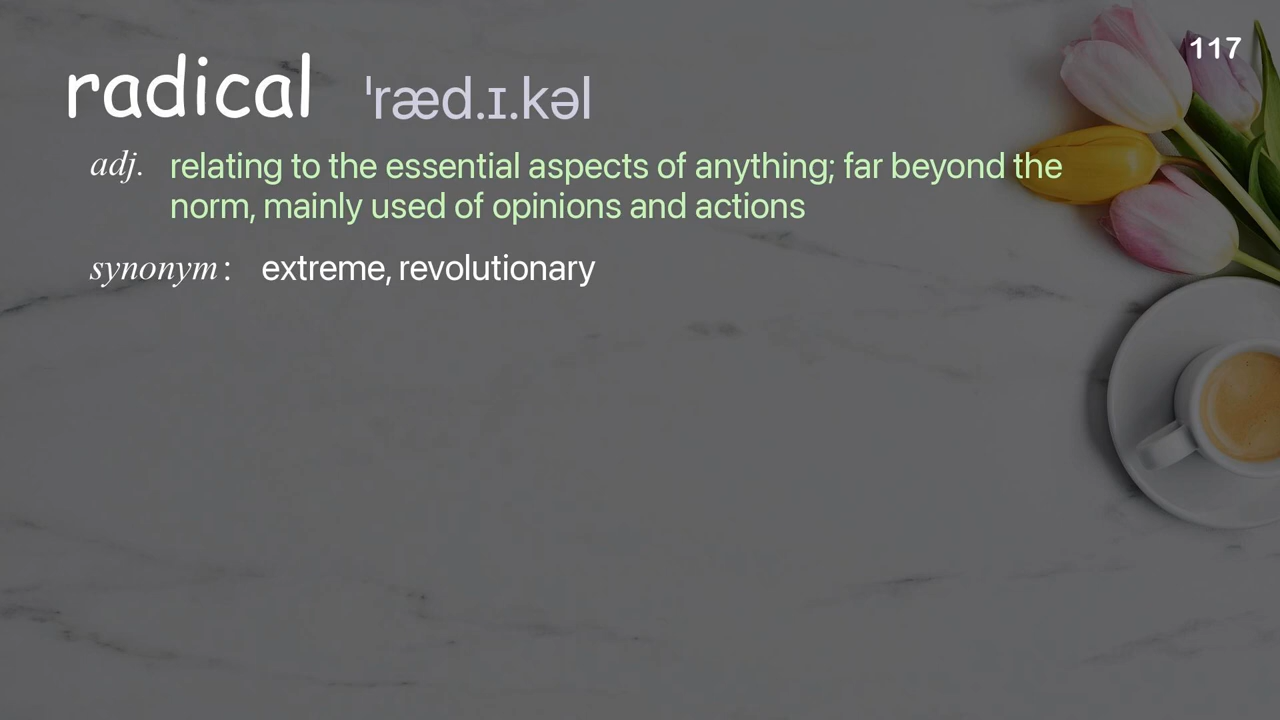 117
radical ˈræd.ɪ.kəl
adj. relating to the essential aspects of anything; far beyond the
norm, mainly used of opinions and actions
synonym: extreme, revolutionary